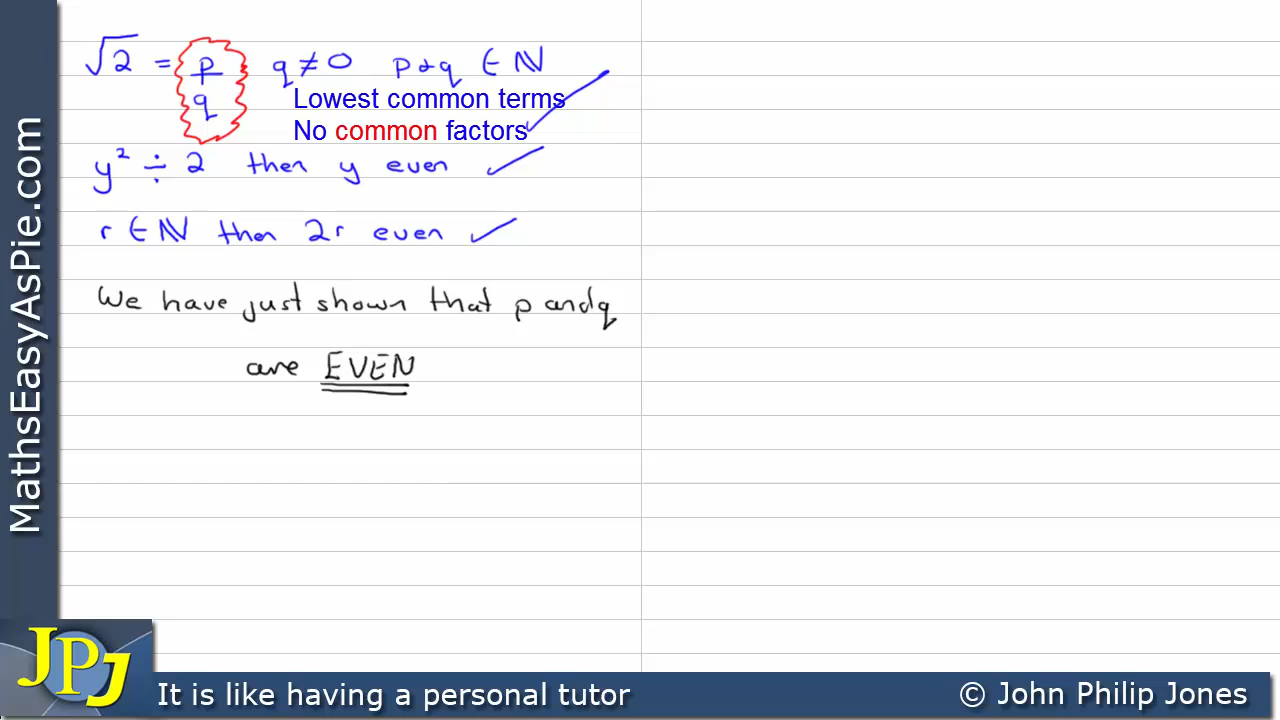 √2 = p/q q ≠ 0 p & q ∈ ℕ
Lowest common terms
No common factors
y² ÷ 2 then y even
r ∈ ℕ then 2r even
We have just shown that p and q
are EVEN
MathsEasyAsPie.com
JPJ
It is like having a personal tutor
© John Philip Jones